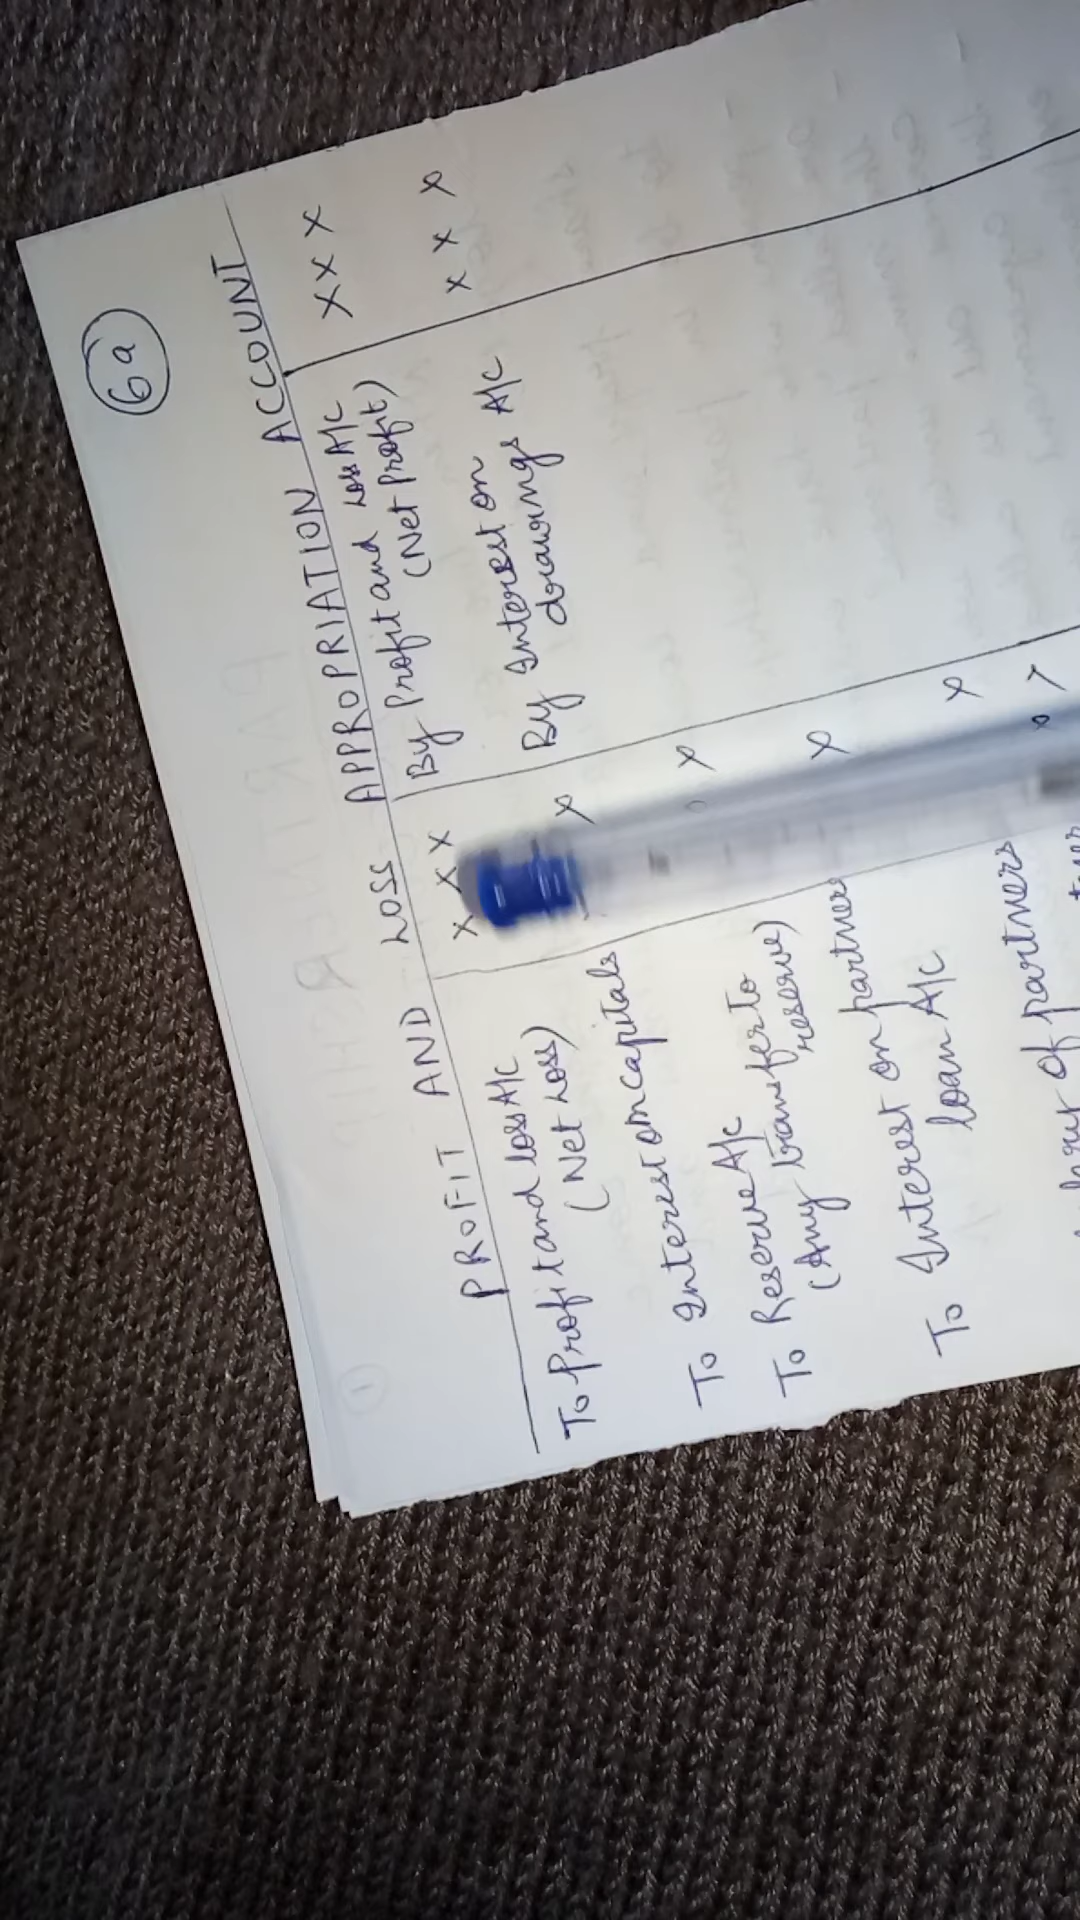 6a
PROFIT AND LOSS APPROPRIATION ACCOUNT
To Profit and loss A/c
(Net Loss)
x x x
To Interest on capitals
x
To Reserve A/c
(Any transfer to
reserve)
x
To Interest on partners
loan A/c
x
of partners
x
By Profit and Loss A/c
(Net Profit)
x x x
By Interest on
drawings A/c
x x x